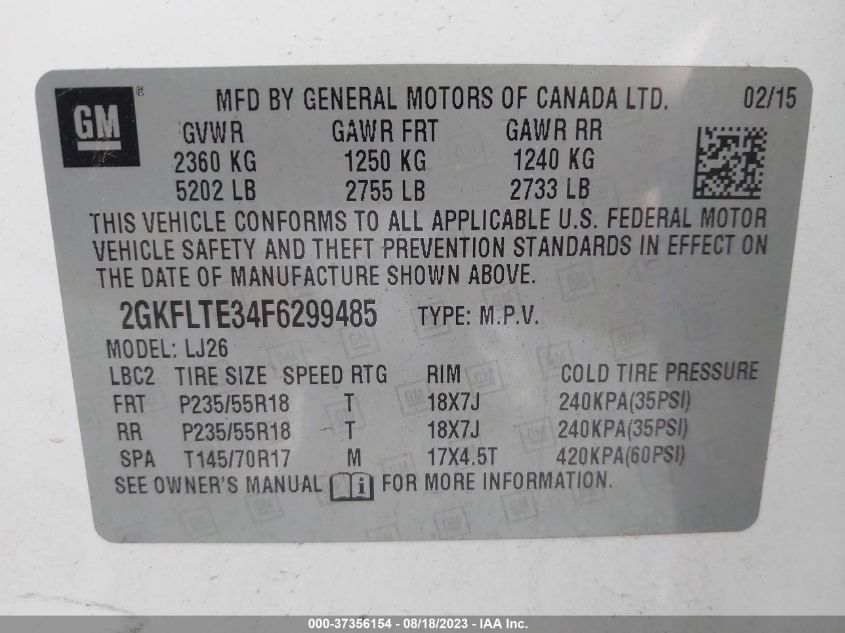 GM® MFD BY GENERAL MOTORS OF CANADA LTD. 02/15
GVWR GAWR FRT GAWR RR
2360 KG 1250 KG 1240 KG
5202 LB 2755 LB 2733 LB
THIS VEHICLE CONFORMS TO ALL APPLICABLE U.S. FEDERAL MOTOR
VEHICLE SAFETY AND THEFT PREVENTION STANDARDS IN EFFECT ON
THE DATE OF MANUFACTURE SHOWN ABOVE.
2GKFLTE34F6299485 TYPE: M.P.V.
MODEL: LJ26
LBC2 TIRE SIZE SPEED RTG RIM COLD TIRE PRESSURE
FRT P235/55R18 T 18X7J 240KPA(35PSI)
RR P235/55R18 T 18X7J 240KPA(35PSI)
SPA T145/70R17 M 17X4.5T 420KPA(60PSI)
SEE OWNER'S MANUAL i FOR MORE INFORMATION.
000-37356154 - 08/18/2023 - IAA Inc.